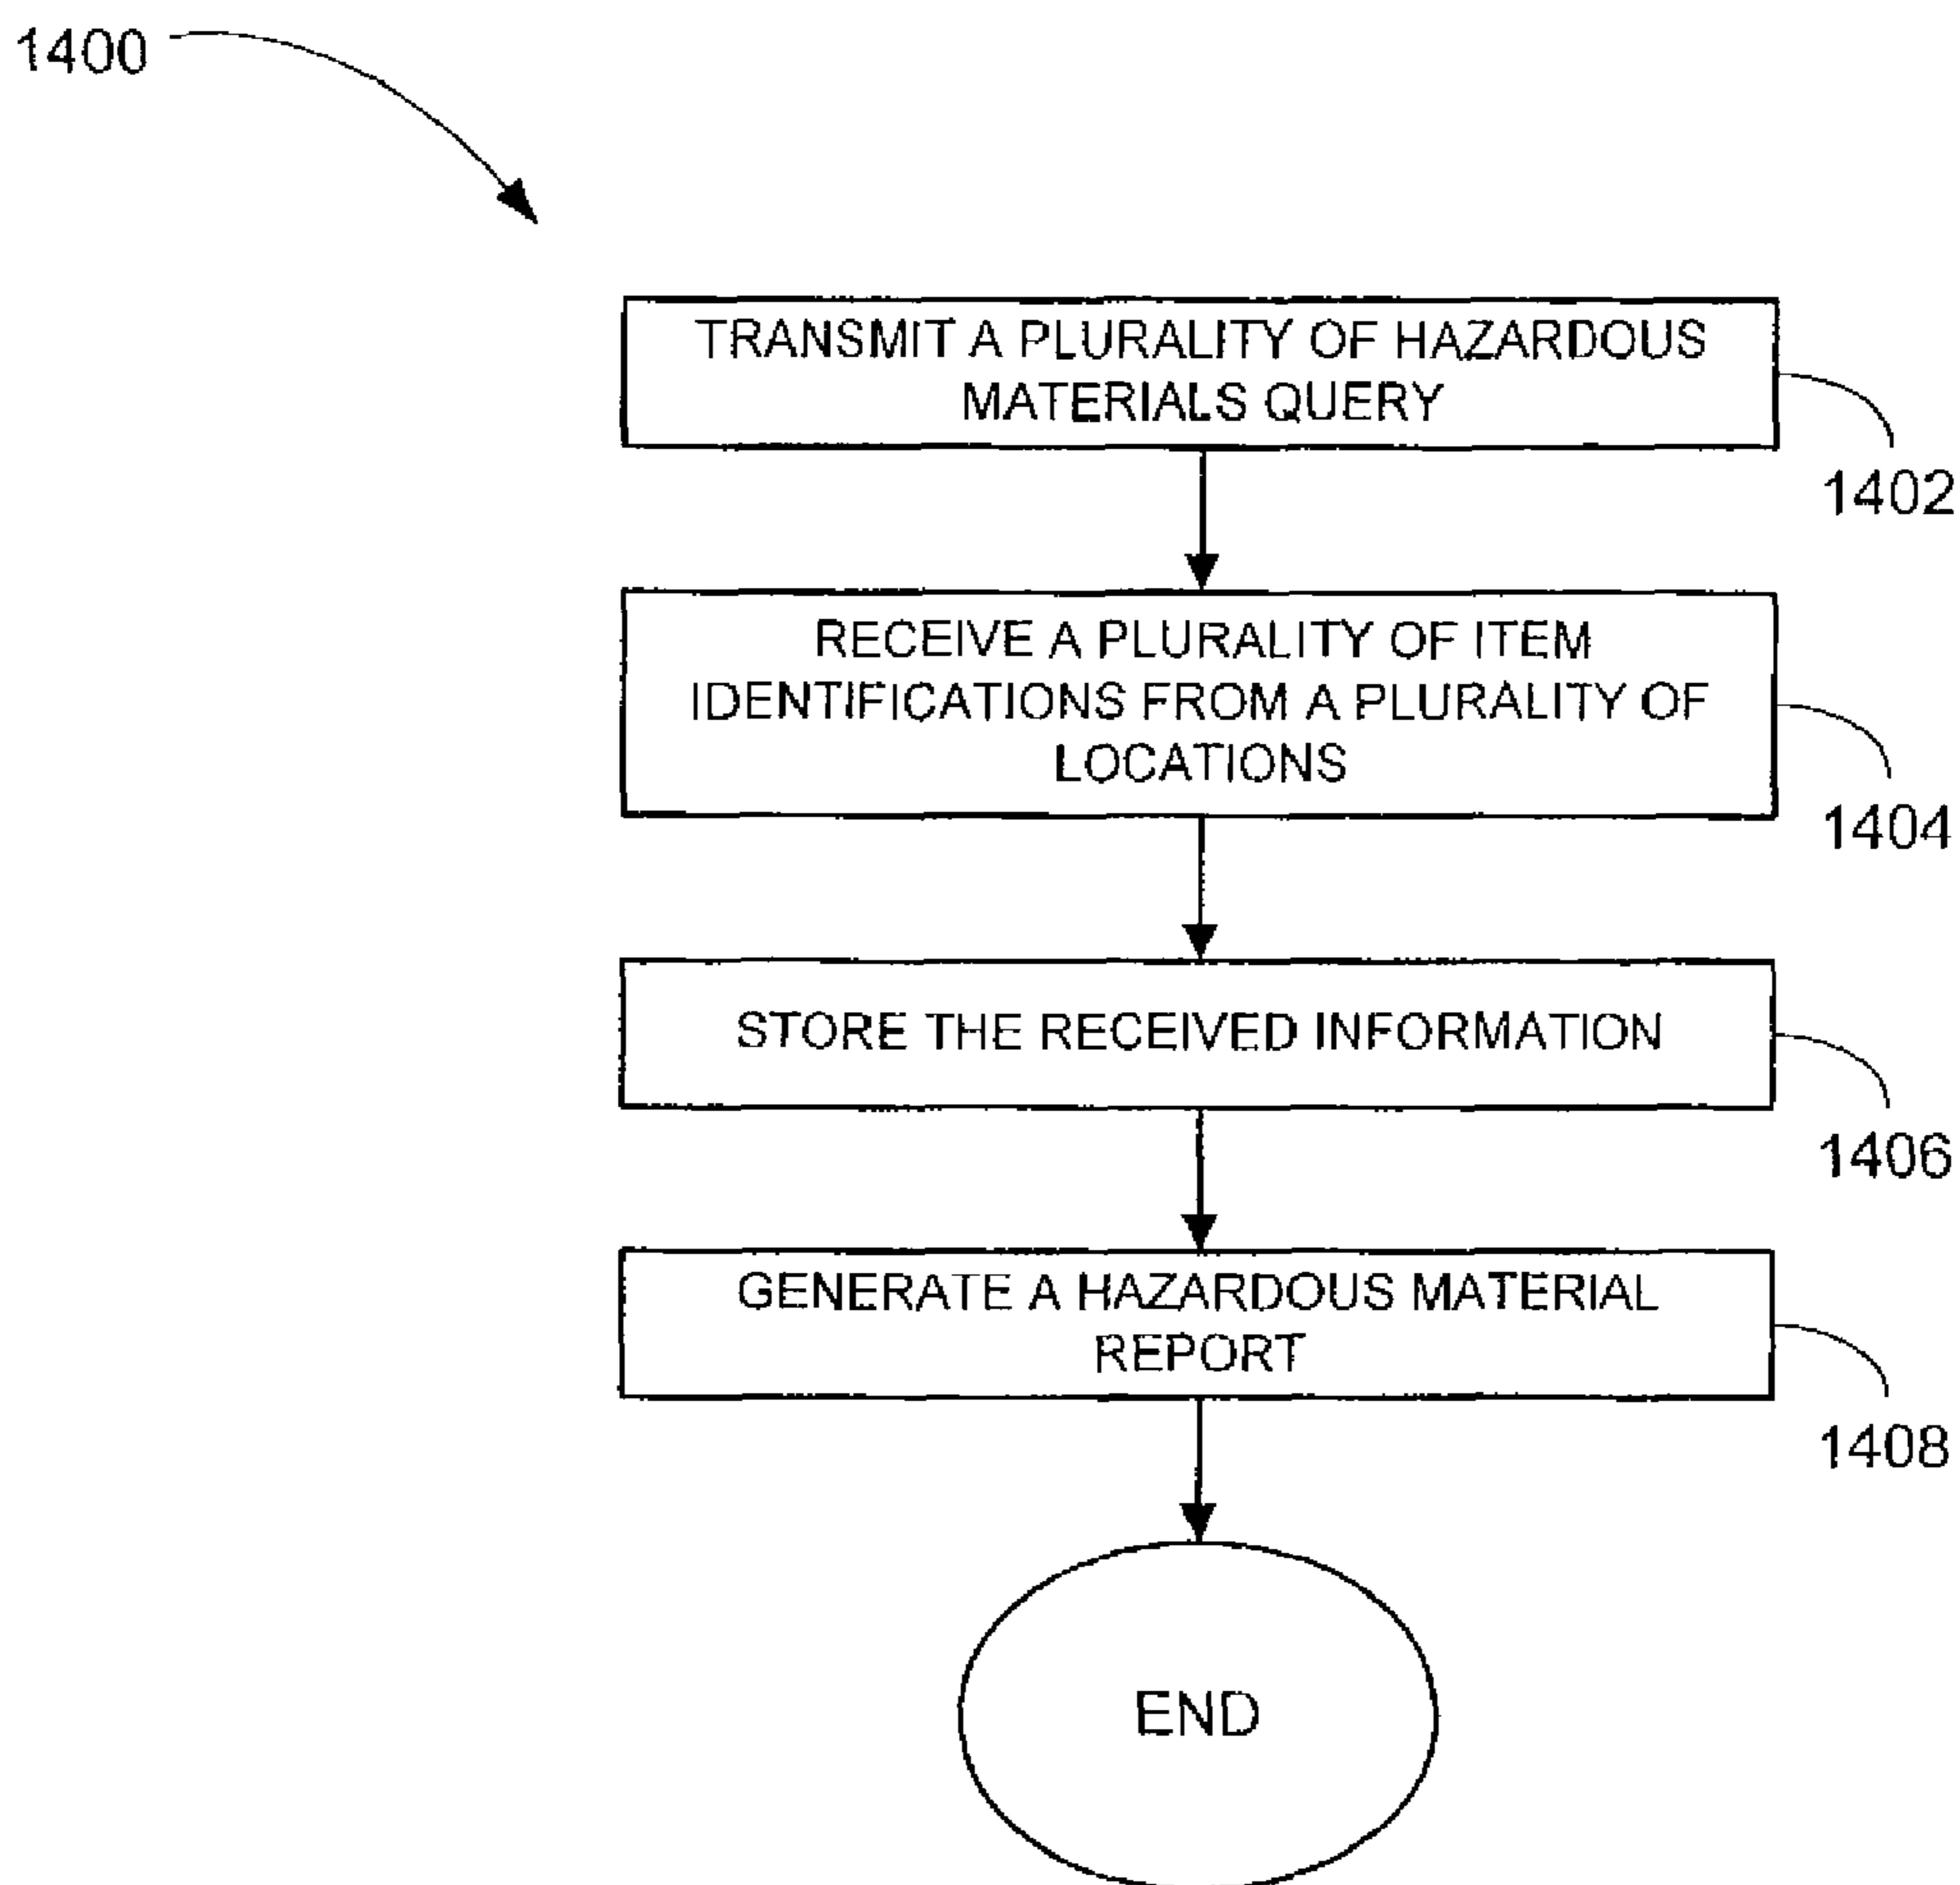 1400
TRANSMIT A PLURALITY OF HAZARDOUS
MATERIALS QUERY
1402
RECEIVE A PLURALITY OF ITEM
IDENTIFICATIONS FROM A PLURALITY OF
LOCATIONS
1404
STORE THE RECEIVED INFORMATION
1406
GENERATE A HAZARDOUS MATERIAL
REPORT
1408
END